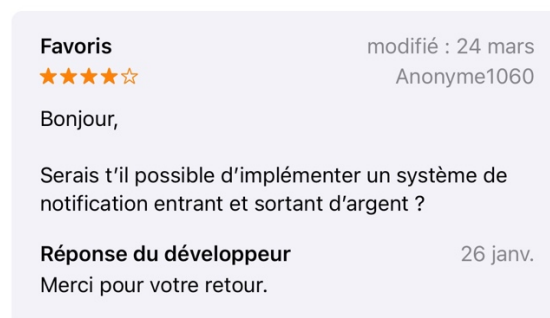 Favoris modifié : 24 mars
★★★★☆ Anonyme1060
Bonjour,
Serais t’il possible d’implémenter un système de
notification entrant et sortant d’argent ?
Réponse du développeur 26 janv.
Merci pour votre retour.